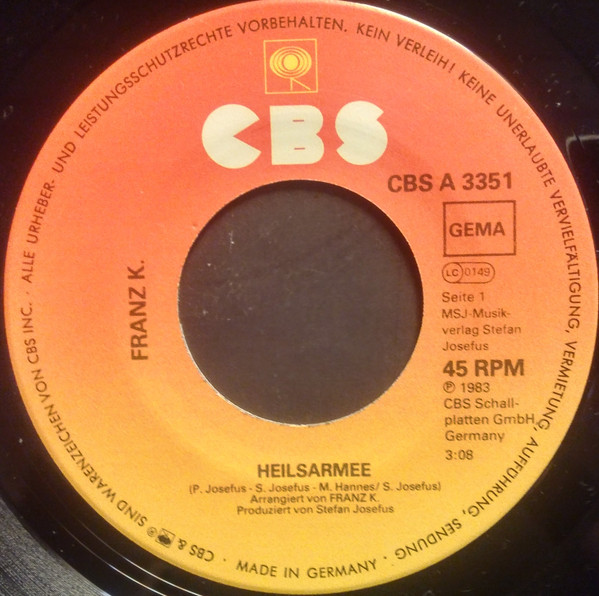 ALLE URHEBER- UND LEISTUNGSSCHUTZRECHTE VORBEHALTEN. KEIN VERLEIH! KEINE UNERLAUBTE VERVIELFÄLTIGUNG, VERMIETUNG, AUFFÜHRUNG, SENDUNG
CBS
CBS A 3351
GEMA
LC 0149
FRANZ K.
Seite 1
MSJ-Musik-
verlag Stefan
Josefus
45 RPM
℗ 1983
CBS Schall-
platten GmbH,
Germany
3:08
HEILSARMEE
(P. Josefus - S. Josefus - M. Hannes/ S. Josefus)
Arrangiert von FRANZ K.
Produziert von Stefan Josefus
CBS & ® SIND WARENZEICHEN VON CBS INC. ·
· MADE IN GERMANY ·